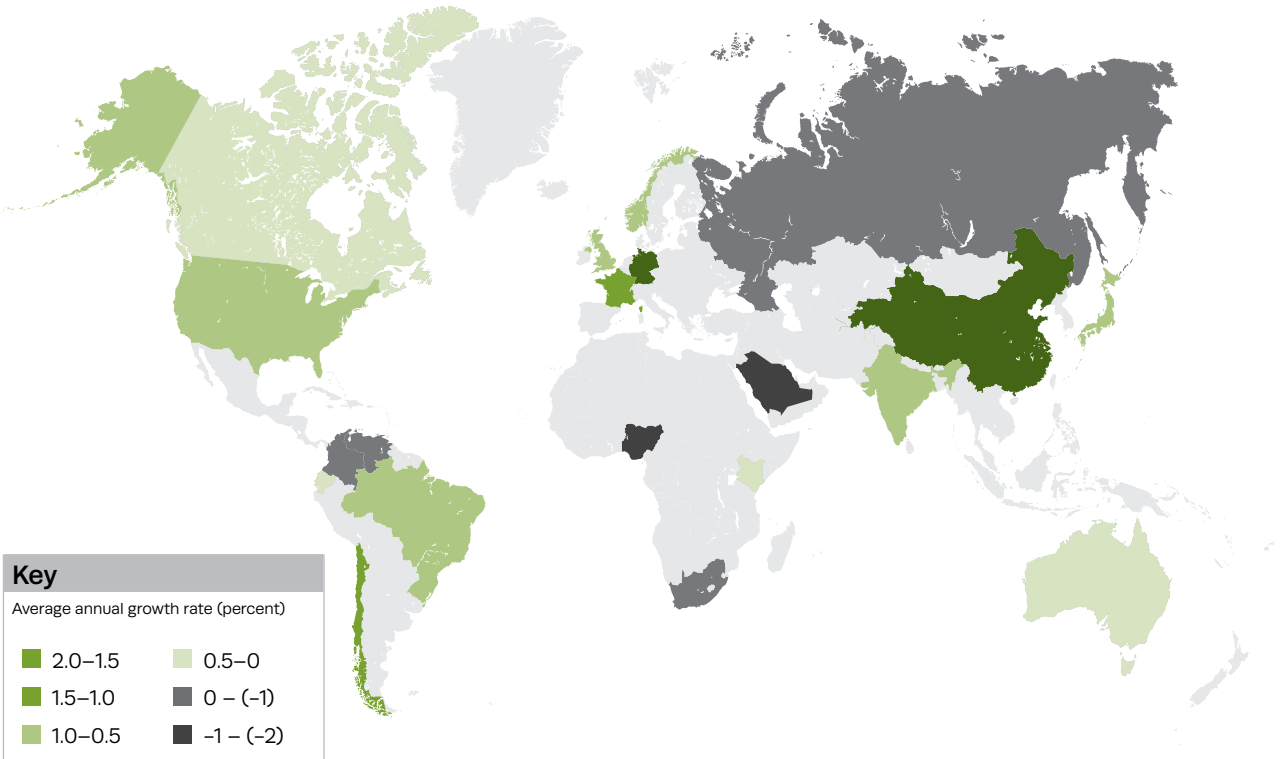 Key
Average annual growth rate (percent)
2.0–1.5
1.5–1.0
1.0–0.5
0.5–0
0 – (–1)
–1 – (–2)